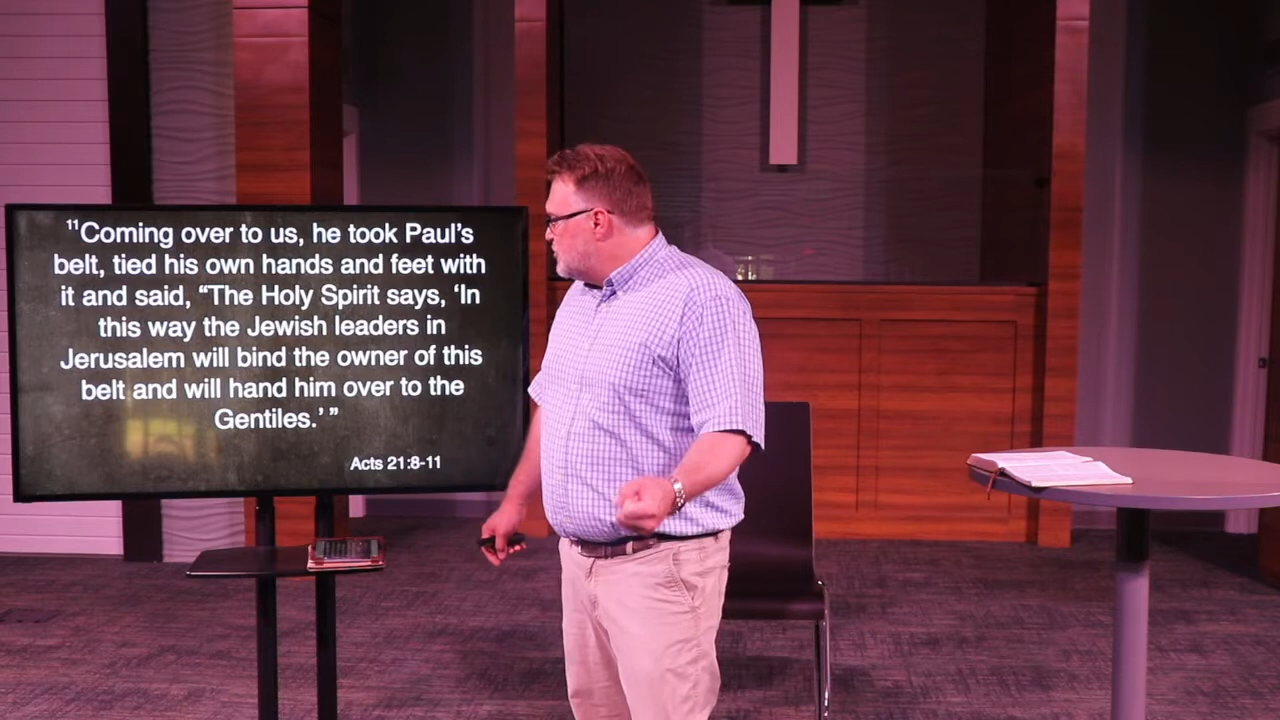 ¹¹Coming over to us, he took Paul’s
belt, tied his own hands and feet with
it and said, “The Holy Spirit says, ‘In
this way the Jewish leaders in
Jerusalem will bind the owner of this
belt and will hand him over to the
Gentiles.’ ”
Acts 21:8-11